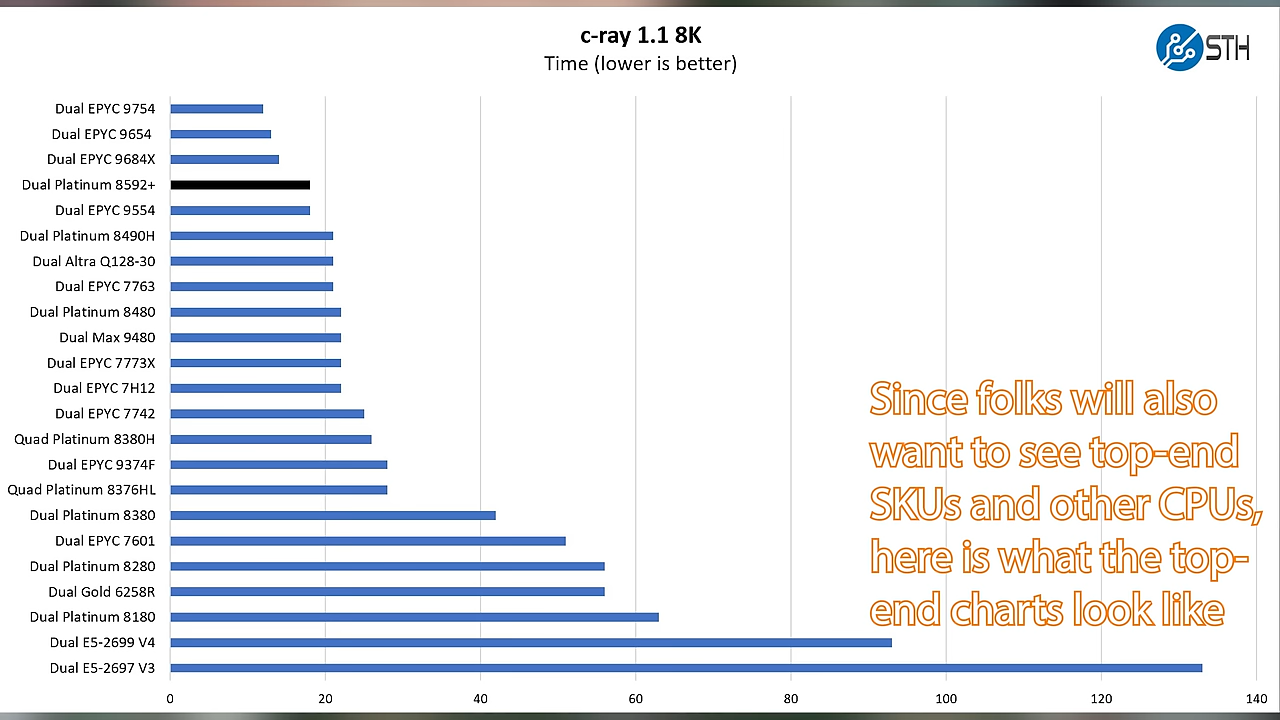 c-ray 1.1 8K
Time (lower is better)
STH
Dual EPYC 9754
Dual EPYC 9654
Dual EPYC 9684X
Dual Platinum 8592+
Dual EPYC 9554
Dual Platinum 8490H
Dual Altra Q128-30
Dual EPYC 7763
Dual Platinum 8480
Dual Max 9480
Dual EPYC 7773X
Dual EPYC 7H12
Dual EPYC 7742
Quad Platinum 8380H
Dual EPYC 9374F
Quad Platinum 8376HL
Dual Platinum 8380
Dual EPYC 7601
Dual Platinum 8280
Dual Gold 6258R
Dual Platinum 8180
Dual E5-2699 V4
Dual E5-2697 V3
0 20 40 60 80 100 120 140
Since folks will also
want to see top-end
SKUs and other CPUs,
here is what the top-
end charts look like